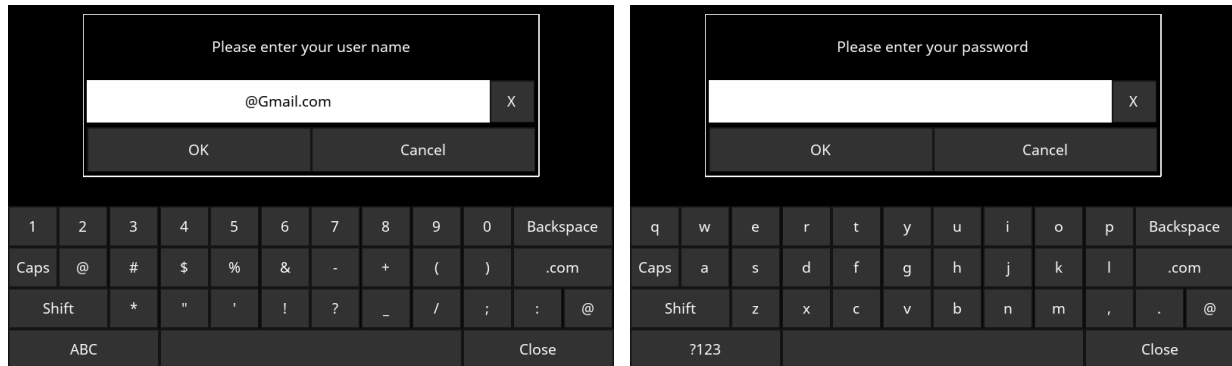 Please enter your user name
@Gmail.com X
OK Cancel
1 2 3 4 5 6 7 8 9 0 Backspace
Caps @ # $ % & - + ( ) .com
Shift * " ' ! ? _ / ; : @
ABC Close
Please enter your password
X
OK Cancel
q w e r t y u i o p Backspace
Caps a s d f g h j k l .com
Shift z x c v b n m , . @
?123 Close